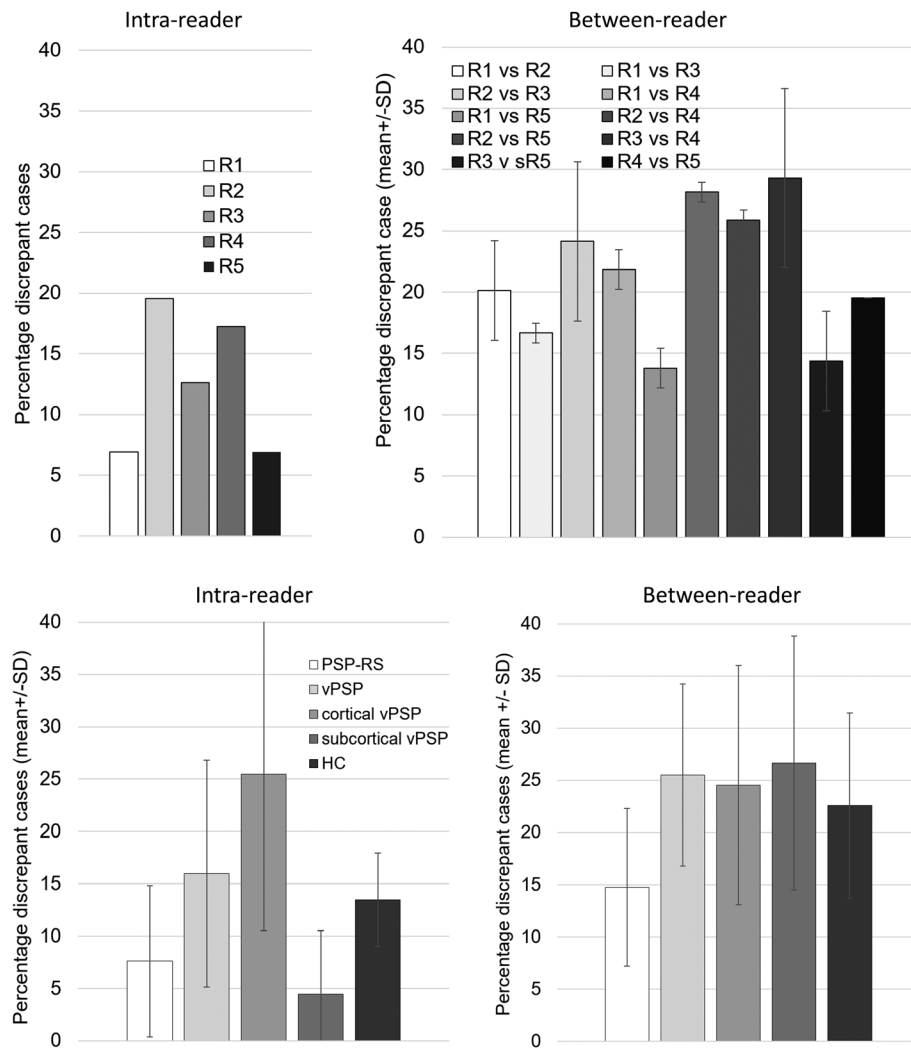 Intra-reader
Percentage discrepant cases
40
35
30
25
20
15
10
5
0
R1
R2
R3
R4
R5
Between-reader
Percentage discrepant case (mean+/-SD)
40
35
30
25
20
15
10
5
0
R1 vs R2 R1 vs R3
R2 vs R3 R1 vs R4
R1 vs R5 R2 vs R4
R2 vs R5 R3 vs R4
R3 v sR5 R4 vs R5
Intra-reader
Percentage discrepant cases (mean+/-SD)
40
35
30
25
20
15
10
5
0
PSP-RS
vPSP
cortical vPSP
subcortical vPSP
HC
Between-reader
Percentage discrepant cases (mean +/- SD)
40
35
30
25
20
15
10
5
0